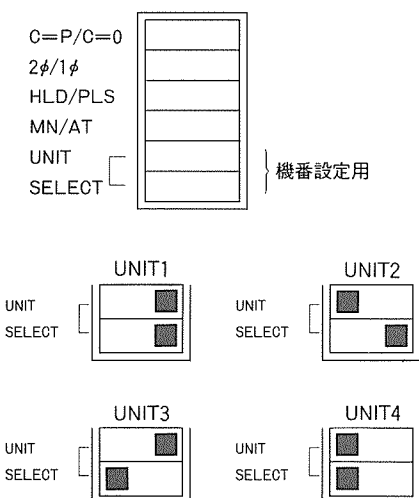 C=P/C=0
2φ/1φ
HLD/PLS
MN/AT
UNIT
SELECT
機番設定用
UNIT1
UNIT
SELECT
UNIT2
UNIT
SELECT
UNIT3
UNIT
SELECT
UNIT4
UNIT
SELECT